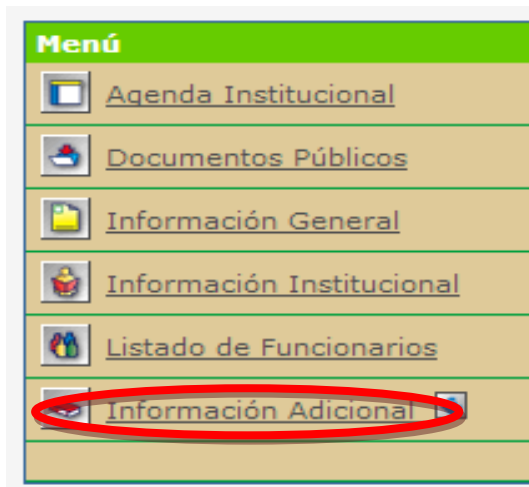 Menú
Agenda Institucional
Documentos Públicos
Información General
Información Institucional
Listado de Funcionarios
Información Adicional